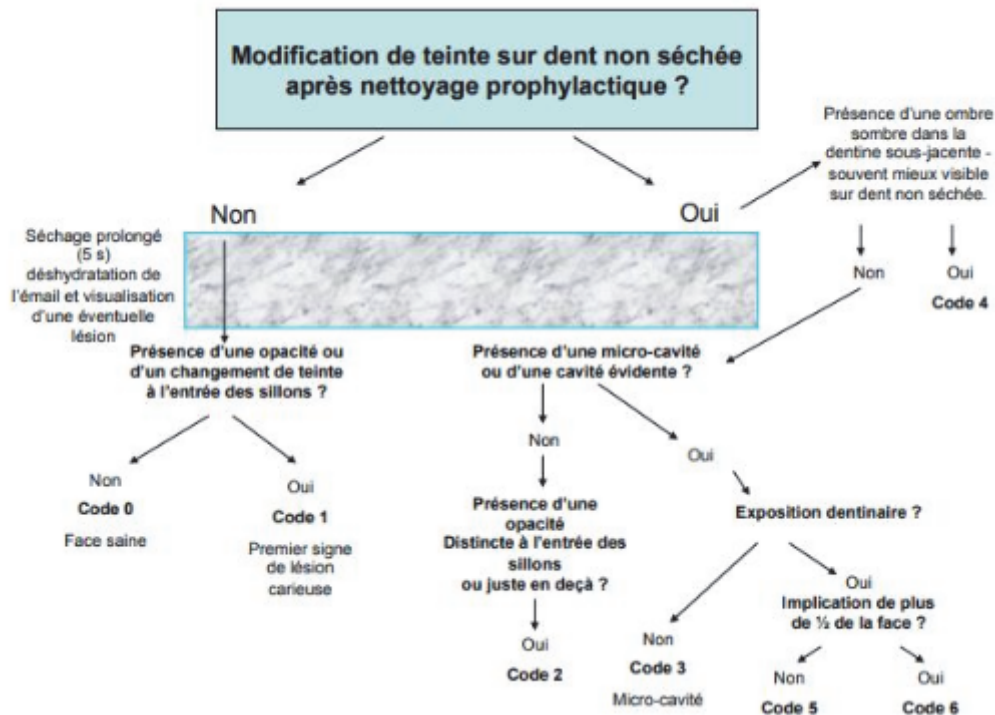 Modification de teinte sur dent non séchée
après nettoyage prophylactique ?
Présence d'une ombre
sombre dans la
dentine sous-jacente -
souvent mieux visible
sur dent non séchée.
Non
Oui
Code 4
Non
Oui
Séchage prolongé
(5 s)
déshydratation de
l'émail et visualisation
d'une éventuelle
lésion
Présence d'une opacité ou
d'un changement de teinte
à l'entrée des sillons ?
Non
Code 0
Face saine
Oui
Code 1
Premier signe
de lésion
carieuse
Présence d'une micro-cavité
ou d'une cavité évidente ?
Non
Présence d'une
opacité
Distincte à l'entrée des
sillons
ou juste en deçà ?
Oui
Code 2
Oui
Exposition dentinaire ?
Non
Code 3
Micro-cavité
Oui
Implication de plus
de ½ de la face ?
Non
Code 5
Oui
Code 6